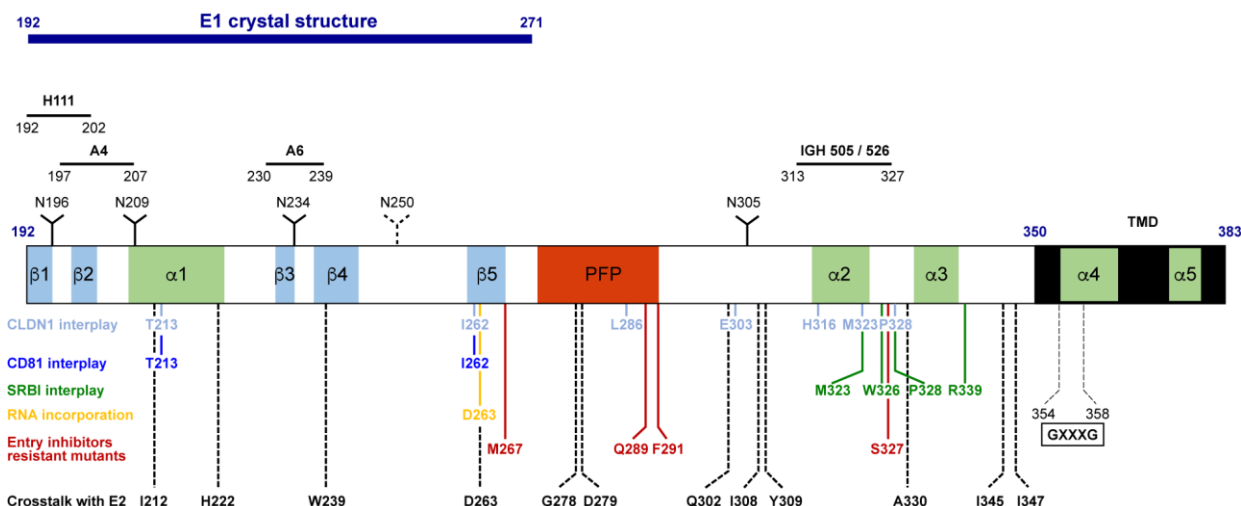 192 E1 crystal structure 271
H111
192 202
A4 A6 IGH 505 / 526
197 207 230 239 313 327
N196 N209 N234 N250 N305
192 350 TMD 383
β1 β2 α1 β3 β4 β5 PFP α2 α3 α4 α5
CLDN1 interplay T213 I262 L286 E303 H316 M323 P328
CD81 interplay T213 I262
SRBI interplay M323 W326 P328 R339
RNA incorporation D263 354 358
Entry inhibitors
resistant mutants M267 Q289 F291 S327 GXXXG
Crosstalk with E2 I212 H222 W239 D263 G278 D279 Q302 I308 Y309 A330 I345 I347